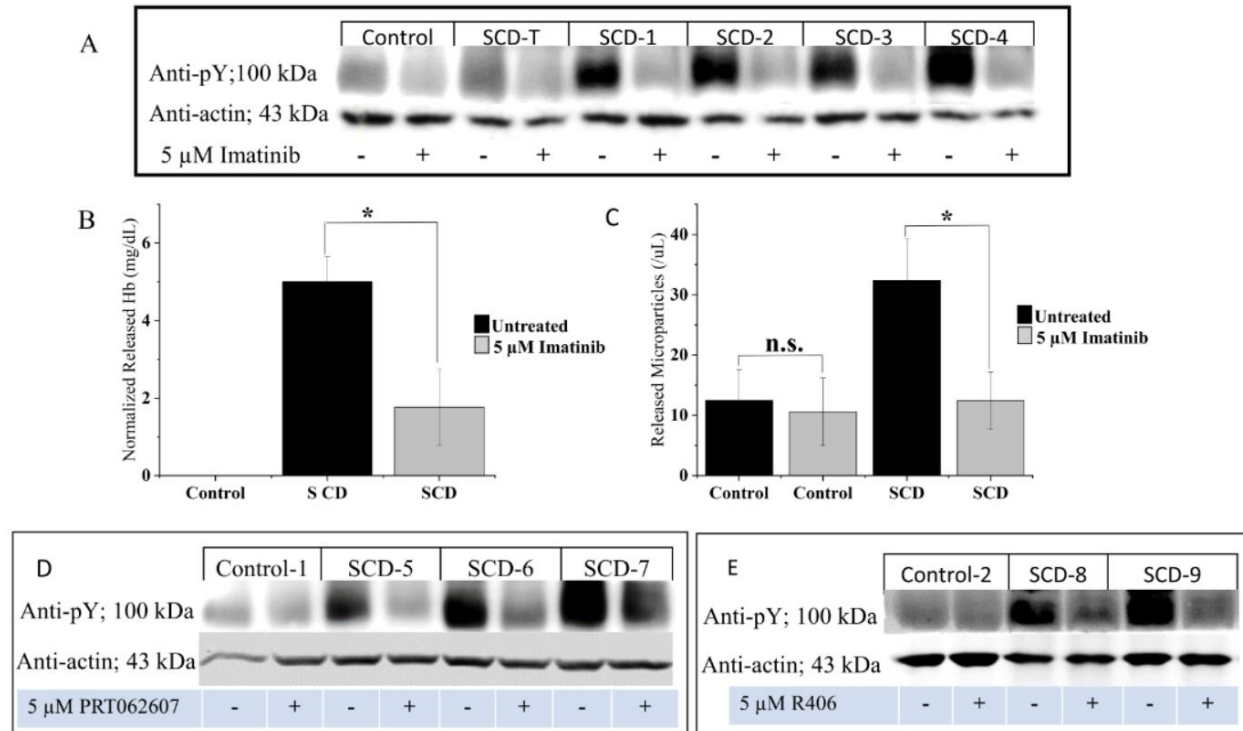 A
Control SCD-T SCD-1 SCD-2 SCD-3 SCD-4
Anti-pY;100 kDa
Anti-actin; 43 kDa
5 µM Imatinib - + - + - + - + - + - +
B
Normalized Released Hb (mg/dL)
6
4
2
0
*
Untreated
5 µM Imatinib
Control S CD SCD
C
Released Microparticles (/uL)
40
30
20
10
0
n.s.
*
Untreated
5 µM Imatinib
Control Control SCD SCD
D
Control-1 SCD-5 SCD-6 SCD-7
Anti-pY; 100 kDa
Anti-actin; 43 kDa
5 µM PRT062607 - + - + - + - +
E
Control-2 SCD-8 SCD-9
Anti-pY; 100 kDa
Anti-actin; 43 kDa
5 µM R406 - + - + - +